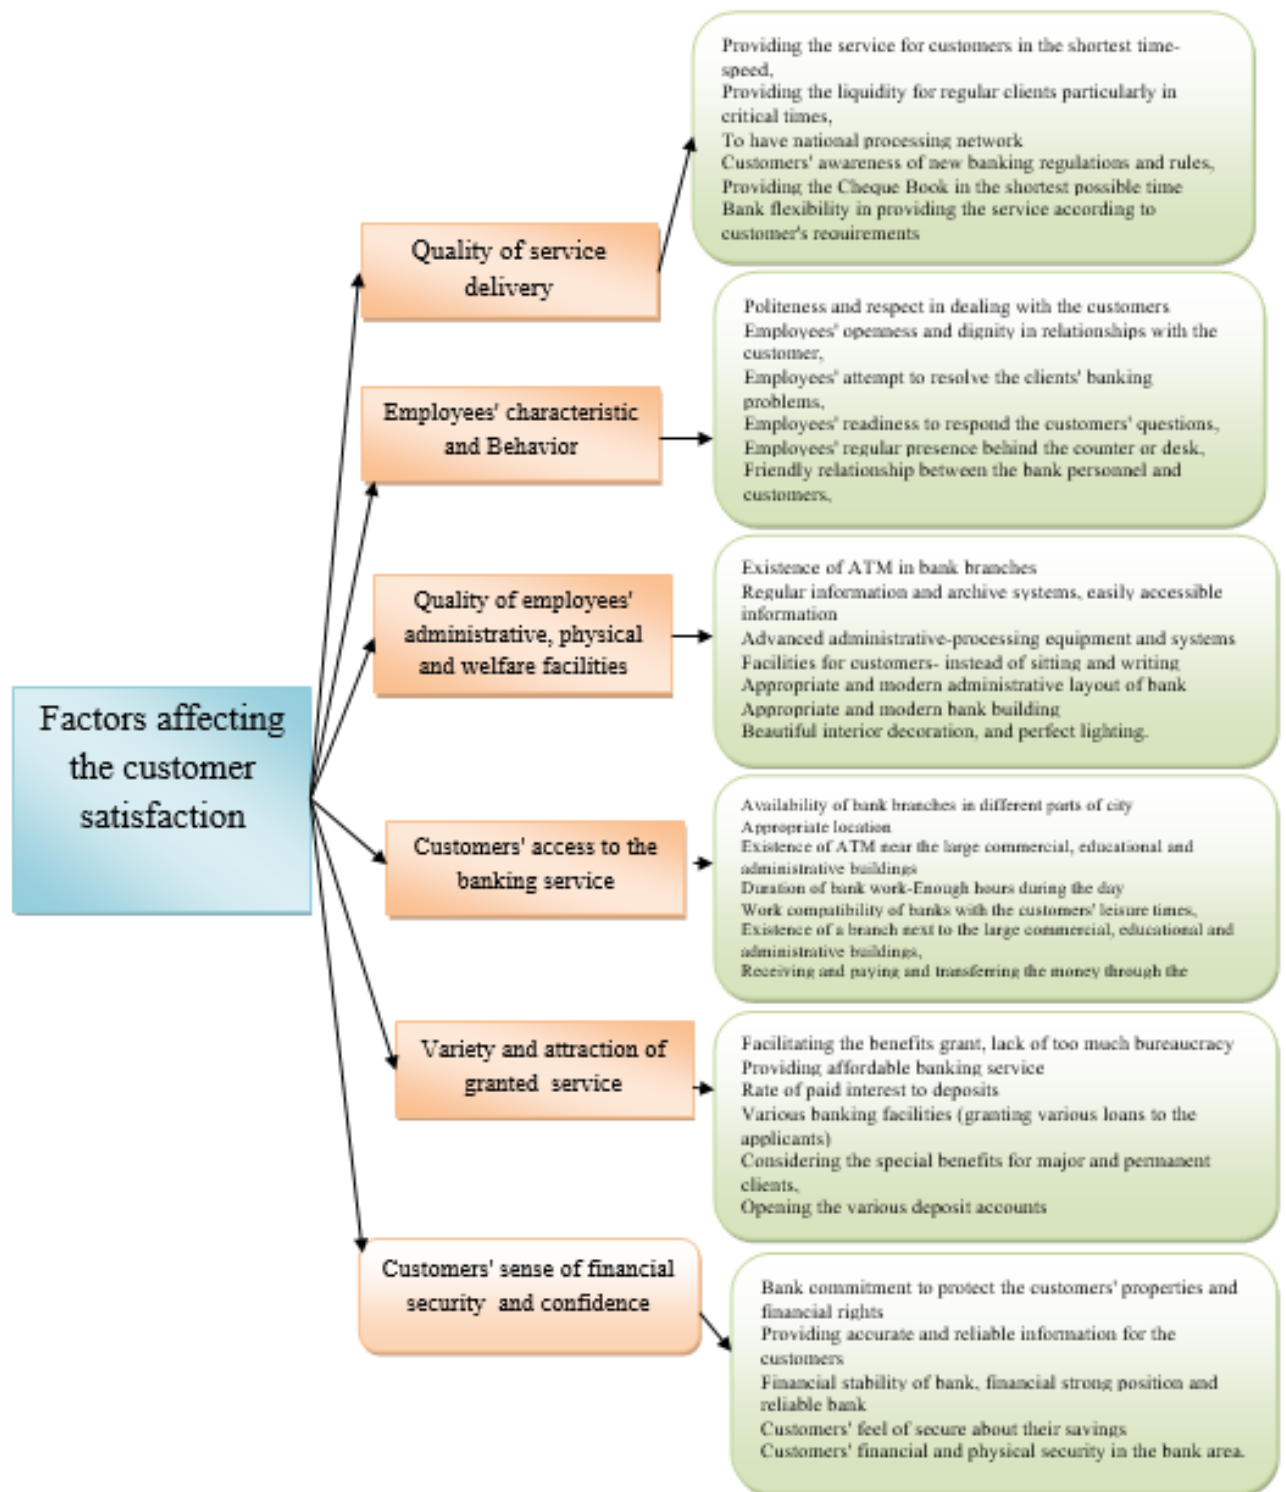 Providing the service for customers in the shortest time-
speed,
Providing the liquidity for regular clients particularly in
critical times,
To have national processing network
Customers' awareness of new banking regulations and rules,
Providing the Cheque Book in the shortest possible time
Bank flexibility in providing the service according to
customer's requirements
Quality of service
delivery
Politeness and respect in dealing with the customers
Employees' openness and dignity in relationships with the
customer,
Employees' attempt to resolve the clients' banking
problems,
Employees' readiness to respond the customers' questions,
Employees' regular presence behind the counter or desk,
Friendly relationship between the bank personnel and
customers,
Employees' characteristic
and Behavior
Existence of ATM in bank branches
Regular information and archive systems, easily accessible
information
Advanced administrative-processing equipment and systems
Facilities for customers- instead of sitting and writing
Appropriate and modern administrative layout of bank
Appropriate and modern bank building
Beautiful interior decoration, and perfect lighting.
Quality of employees'
administrative, physical
and welfare facilities
Factors affecting
the customer
satisfaction
Availability of bank branches in different parts of city
Appropriate location
Existence of ATM near the large commercial, educational and
administrative buildings
Duration of bank work-Enough hours during the day
Work compatibility of banks with the customers' leisure times,
Existence of a branch next to the large commercial, educational and
administrative buildings,
Receiving and paying and transferring the money through the
Customers' access to the
banking service
Facilitating the benefits grant, lack of too much bureaucracy
Providing affordable banking service
Rate of paid interest to deposits
Various banking facilities (granting various loans to the
applicants)
Considering the special benefits for major and permanent
clients,
Opening the various deposit accounts
Variety and attraction of
granted service
Customers' sense of financial
security and confidence
Bank commitment to protect the customers' properties and
financial rights
Providing accurate and reliable information for the
customers
Financial stability of bank, financial strong position and
reliable bank
Customers' feel of secure about their savings
Customers' financial and physical security in the bank area.